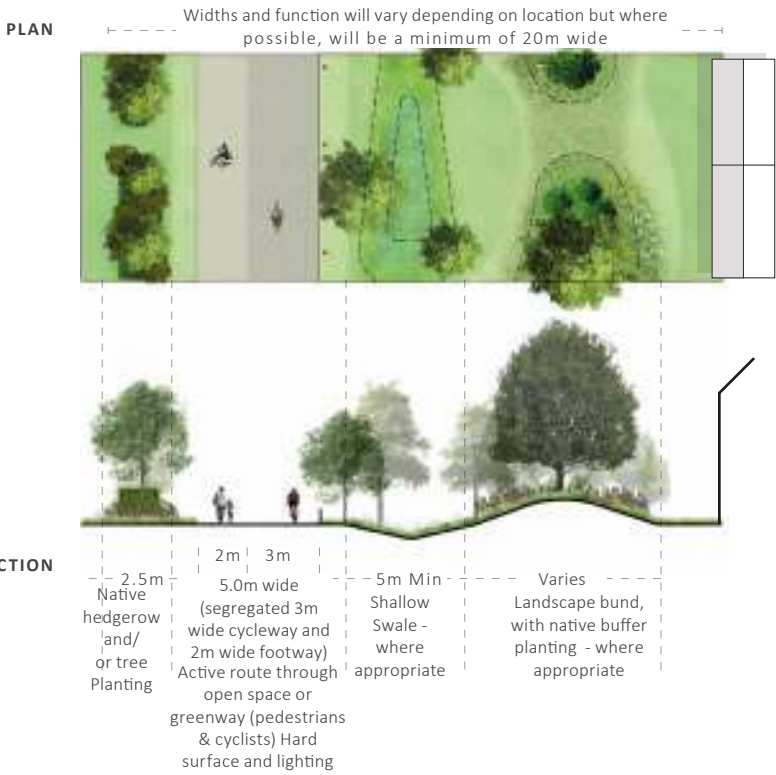 PLAN
Widths and function will vary depending on location but where
possible, will be a minimum of 20m wide
CTION
2m
3m
2.5m
Native
hedgerow
and/
or tree
Planting
5.0m wide
(segregated 3m
wide cycleway and
2m wide footway)
Active route through
open space or
greenway (pedestrians
& cyclists) Hard
surface and lighting
5m Min
Shallow
Swale -
where
appropriate
Varies
Landscape bund,
with native buffer
planting - where
appropriate